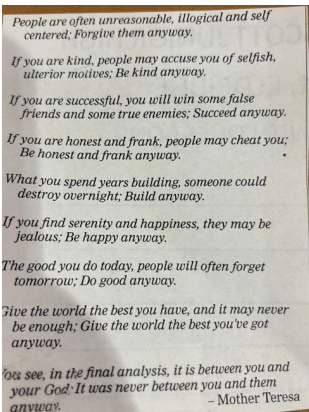 People are often unreasonable, illogical and self
centered; Forgive them anyway.
If you are kind, people may accuse you of selfish,
ulterior motives; Be kind anyway.
If you are successful, you will win some false
friends and some true enemies; Succeed anyway.
If you are honest and frank, people may cheat you;
Be honest and frank anyway.
What you spend years building, someone could
destroy overnight; Build anyway.
If you find serenity and happiness, they may be
jealous; Be happy anyway.
The good you do today, people will often forget
tomorrow; Do good anyway.
Give the world the best you have, and it may never
be enough; Give the world the best you've got
anyway.
You see, in the final analysis, it is between you and
your God; It was never between you and them
anyway.
– Mother Teresa